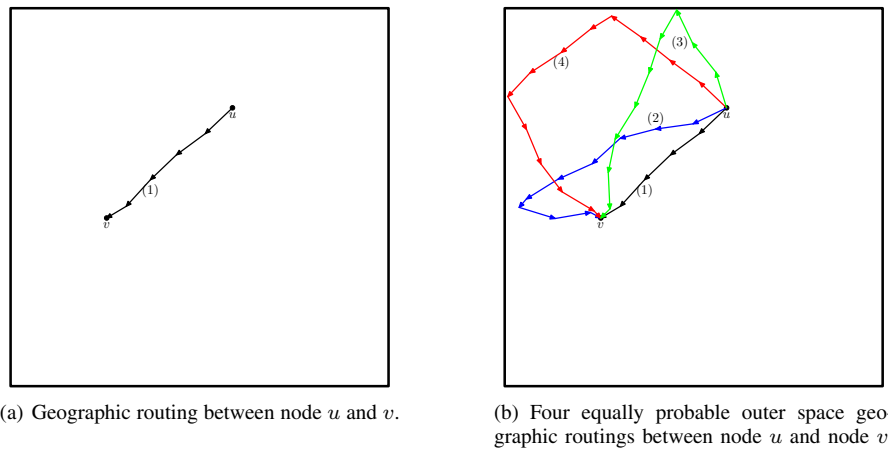 u
(1)
v
(a) Geographic routing between node u and v.
(3)
(4)
(2)
u
(1)
v
(b) Four equally probable outer space geo-
graphic routings between node u and node v